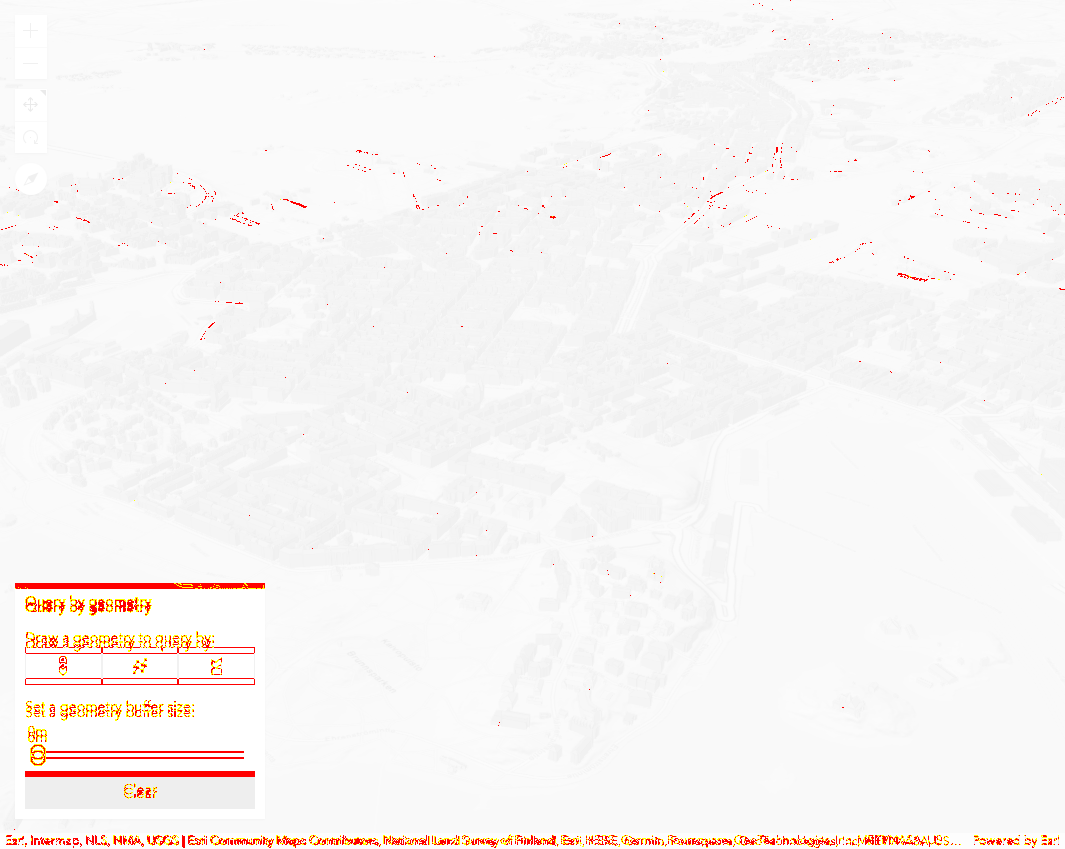 Query by geometry
Draw a geometry to query by:
Set a geometry buffer size:
0m
Clear
Esri, Intermap, NLS, NMA, USGS | Esri Community Maps Contributors, National Land Survey of Finland, Esri, HERE, Garmin, Foursquare, GeoTechnologies, Inc, METI/NASA, US... Powered by Esri